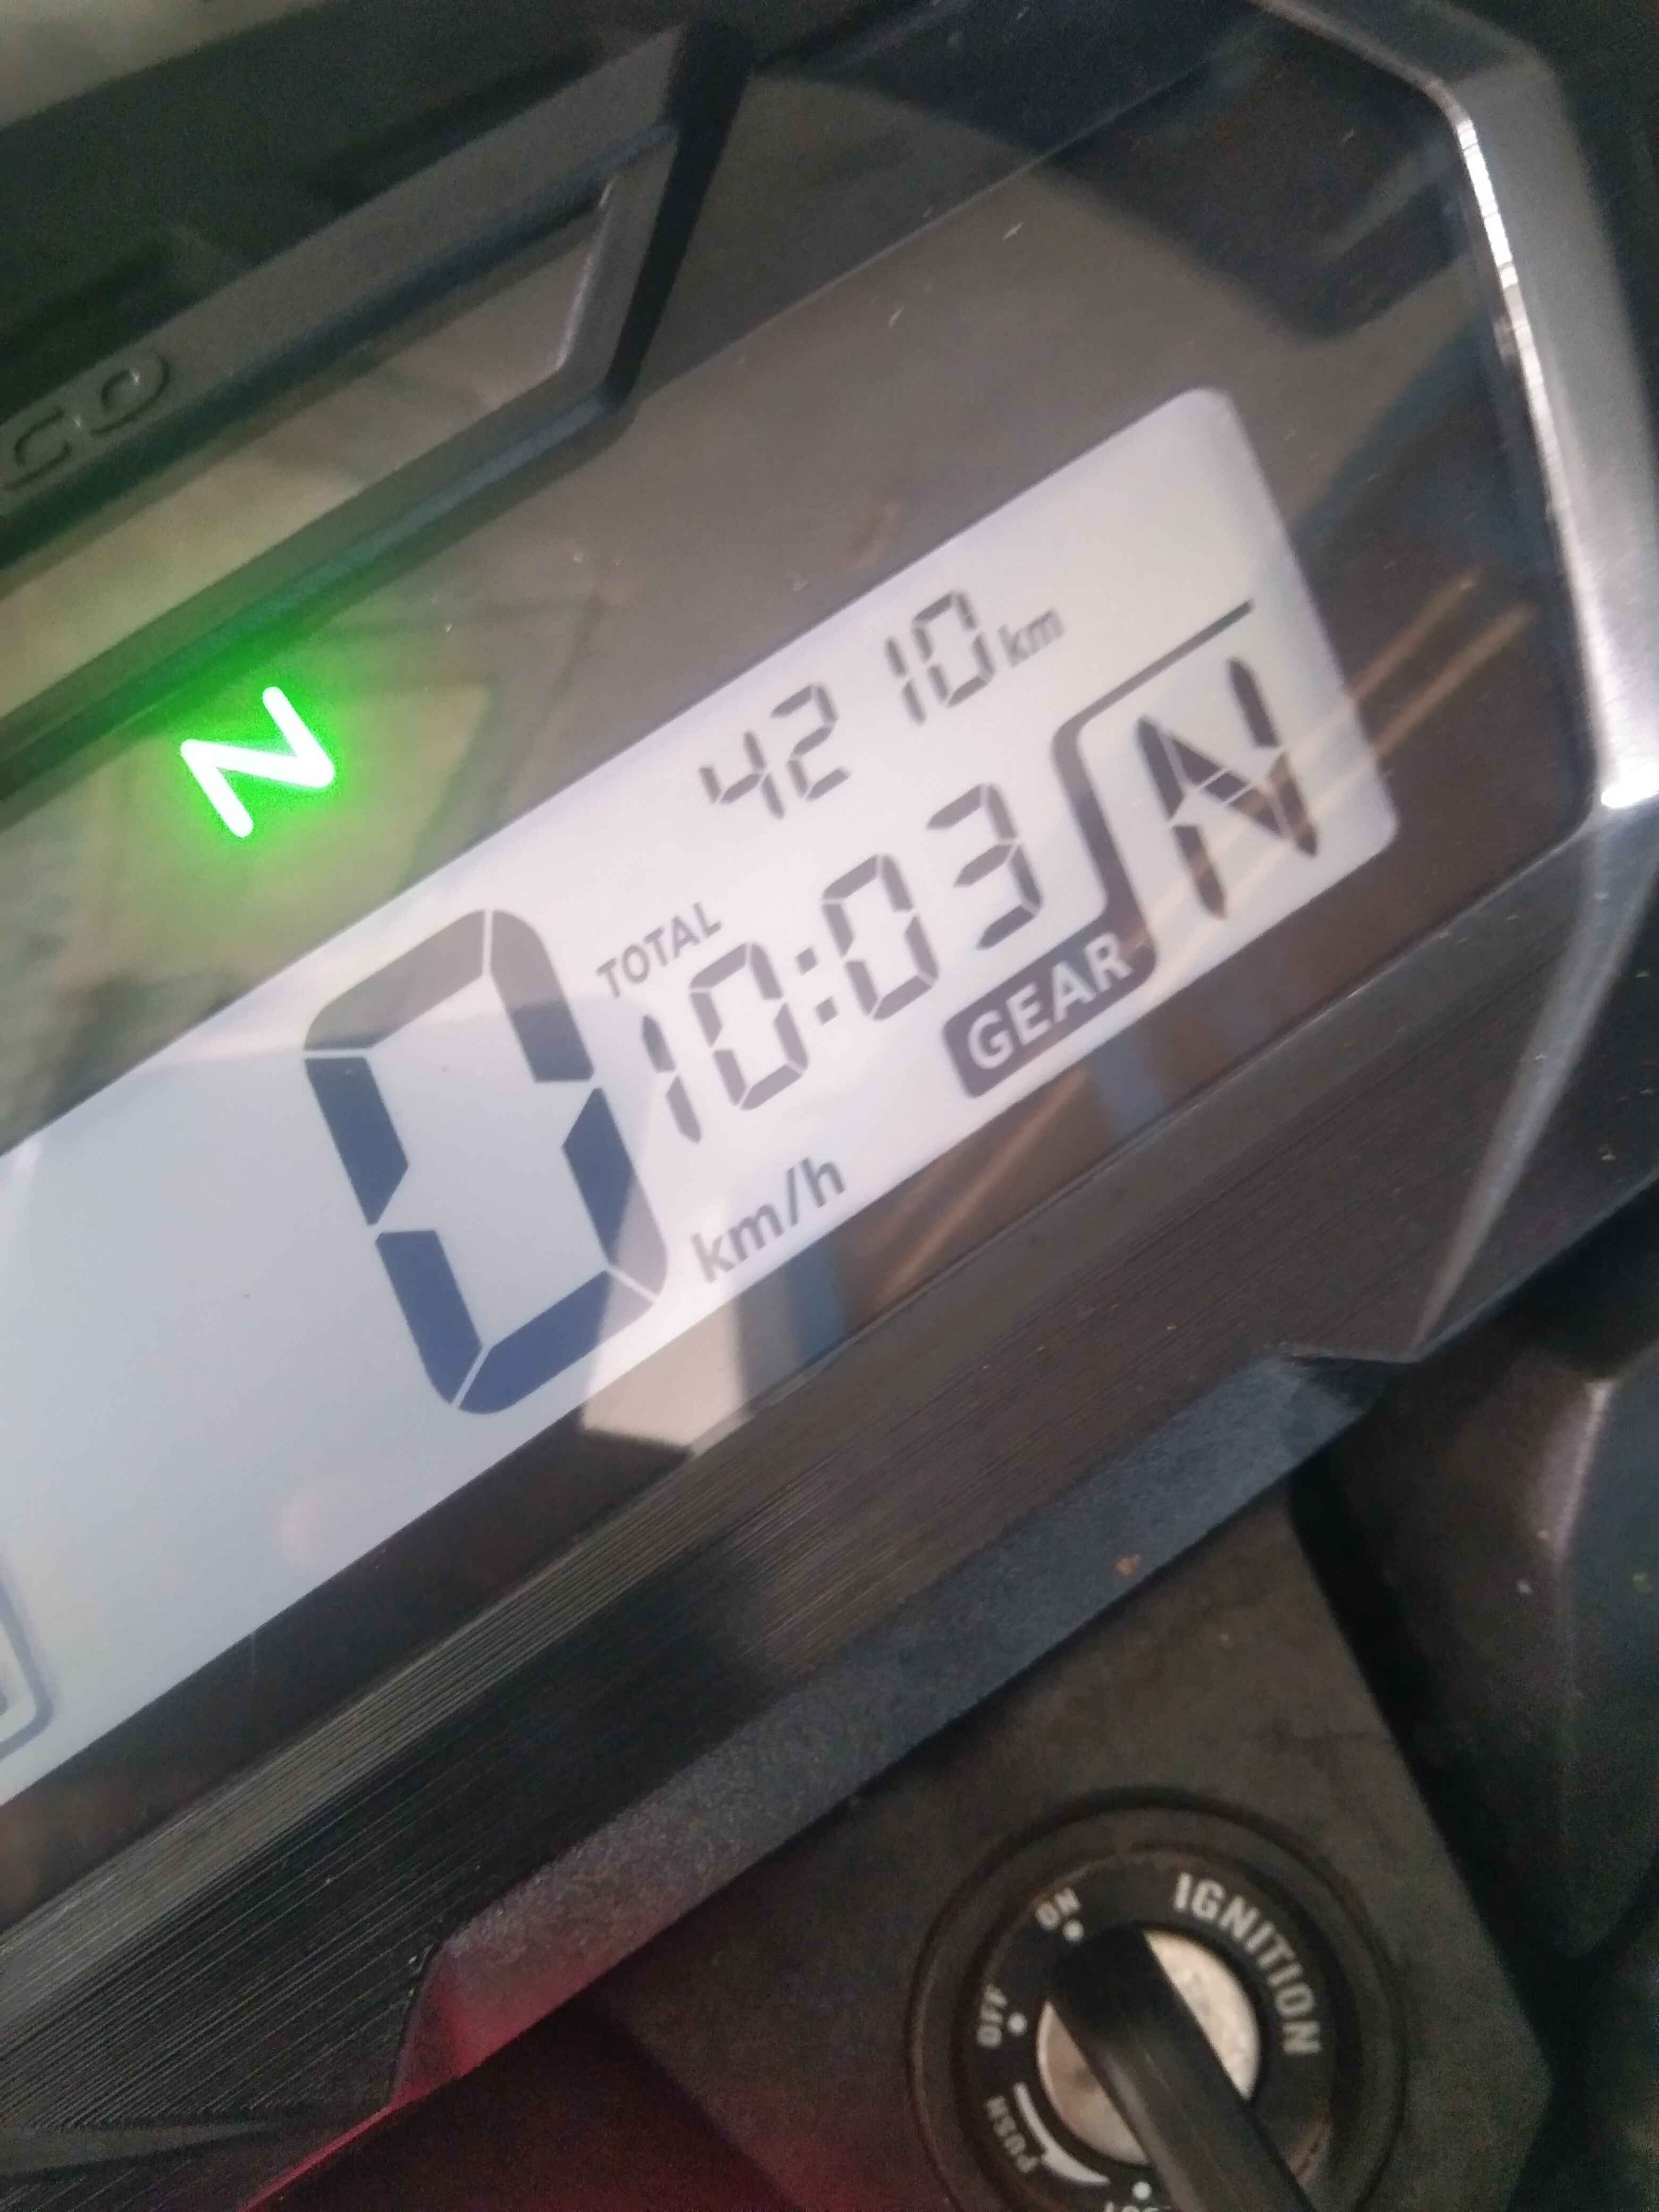 N
4210km
TOTAL
10:03
0
km/h
GEAR
N
IGNITION
ON
OFF
PUSH